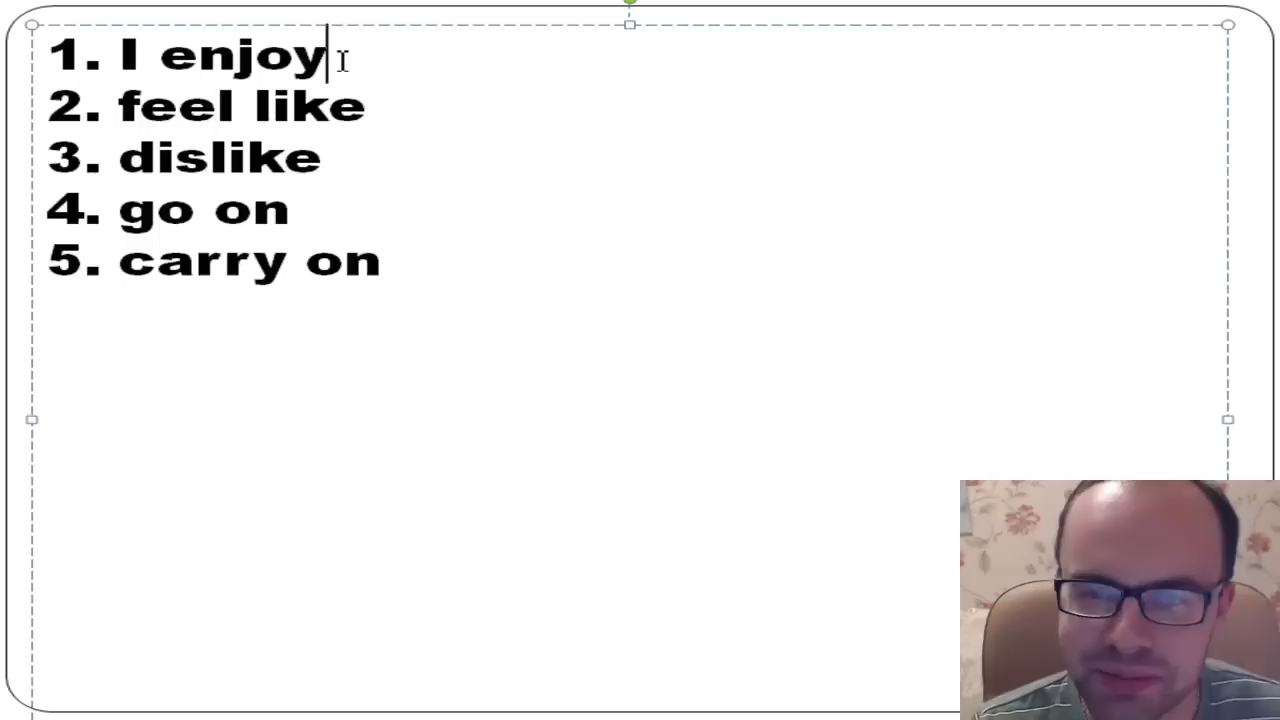 1. I enjoy
2. feel like
3. dislike
4. go on
5. carry on